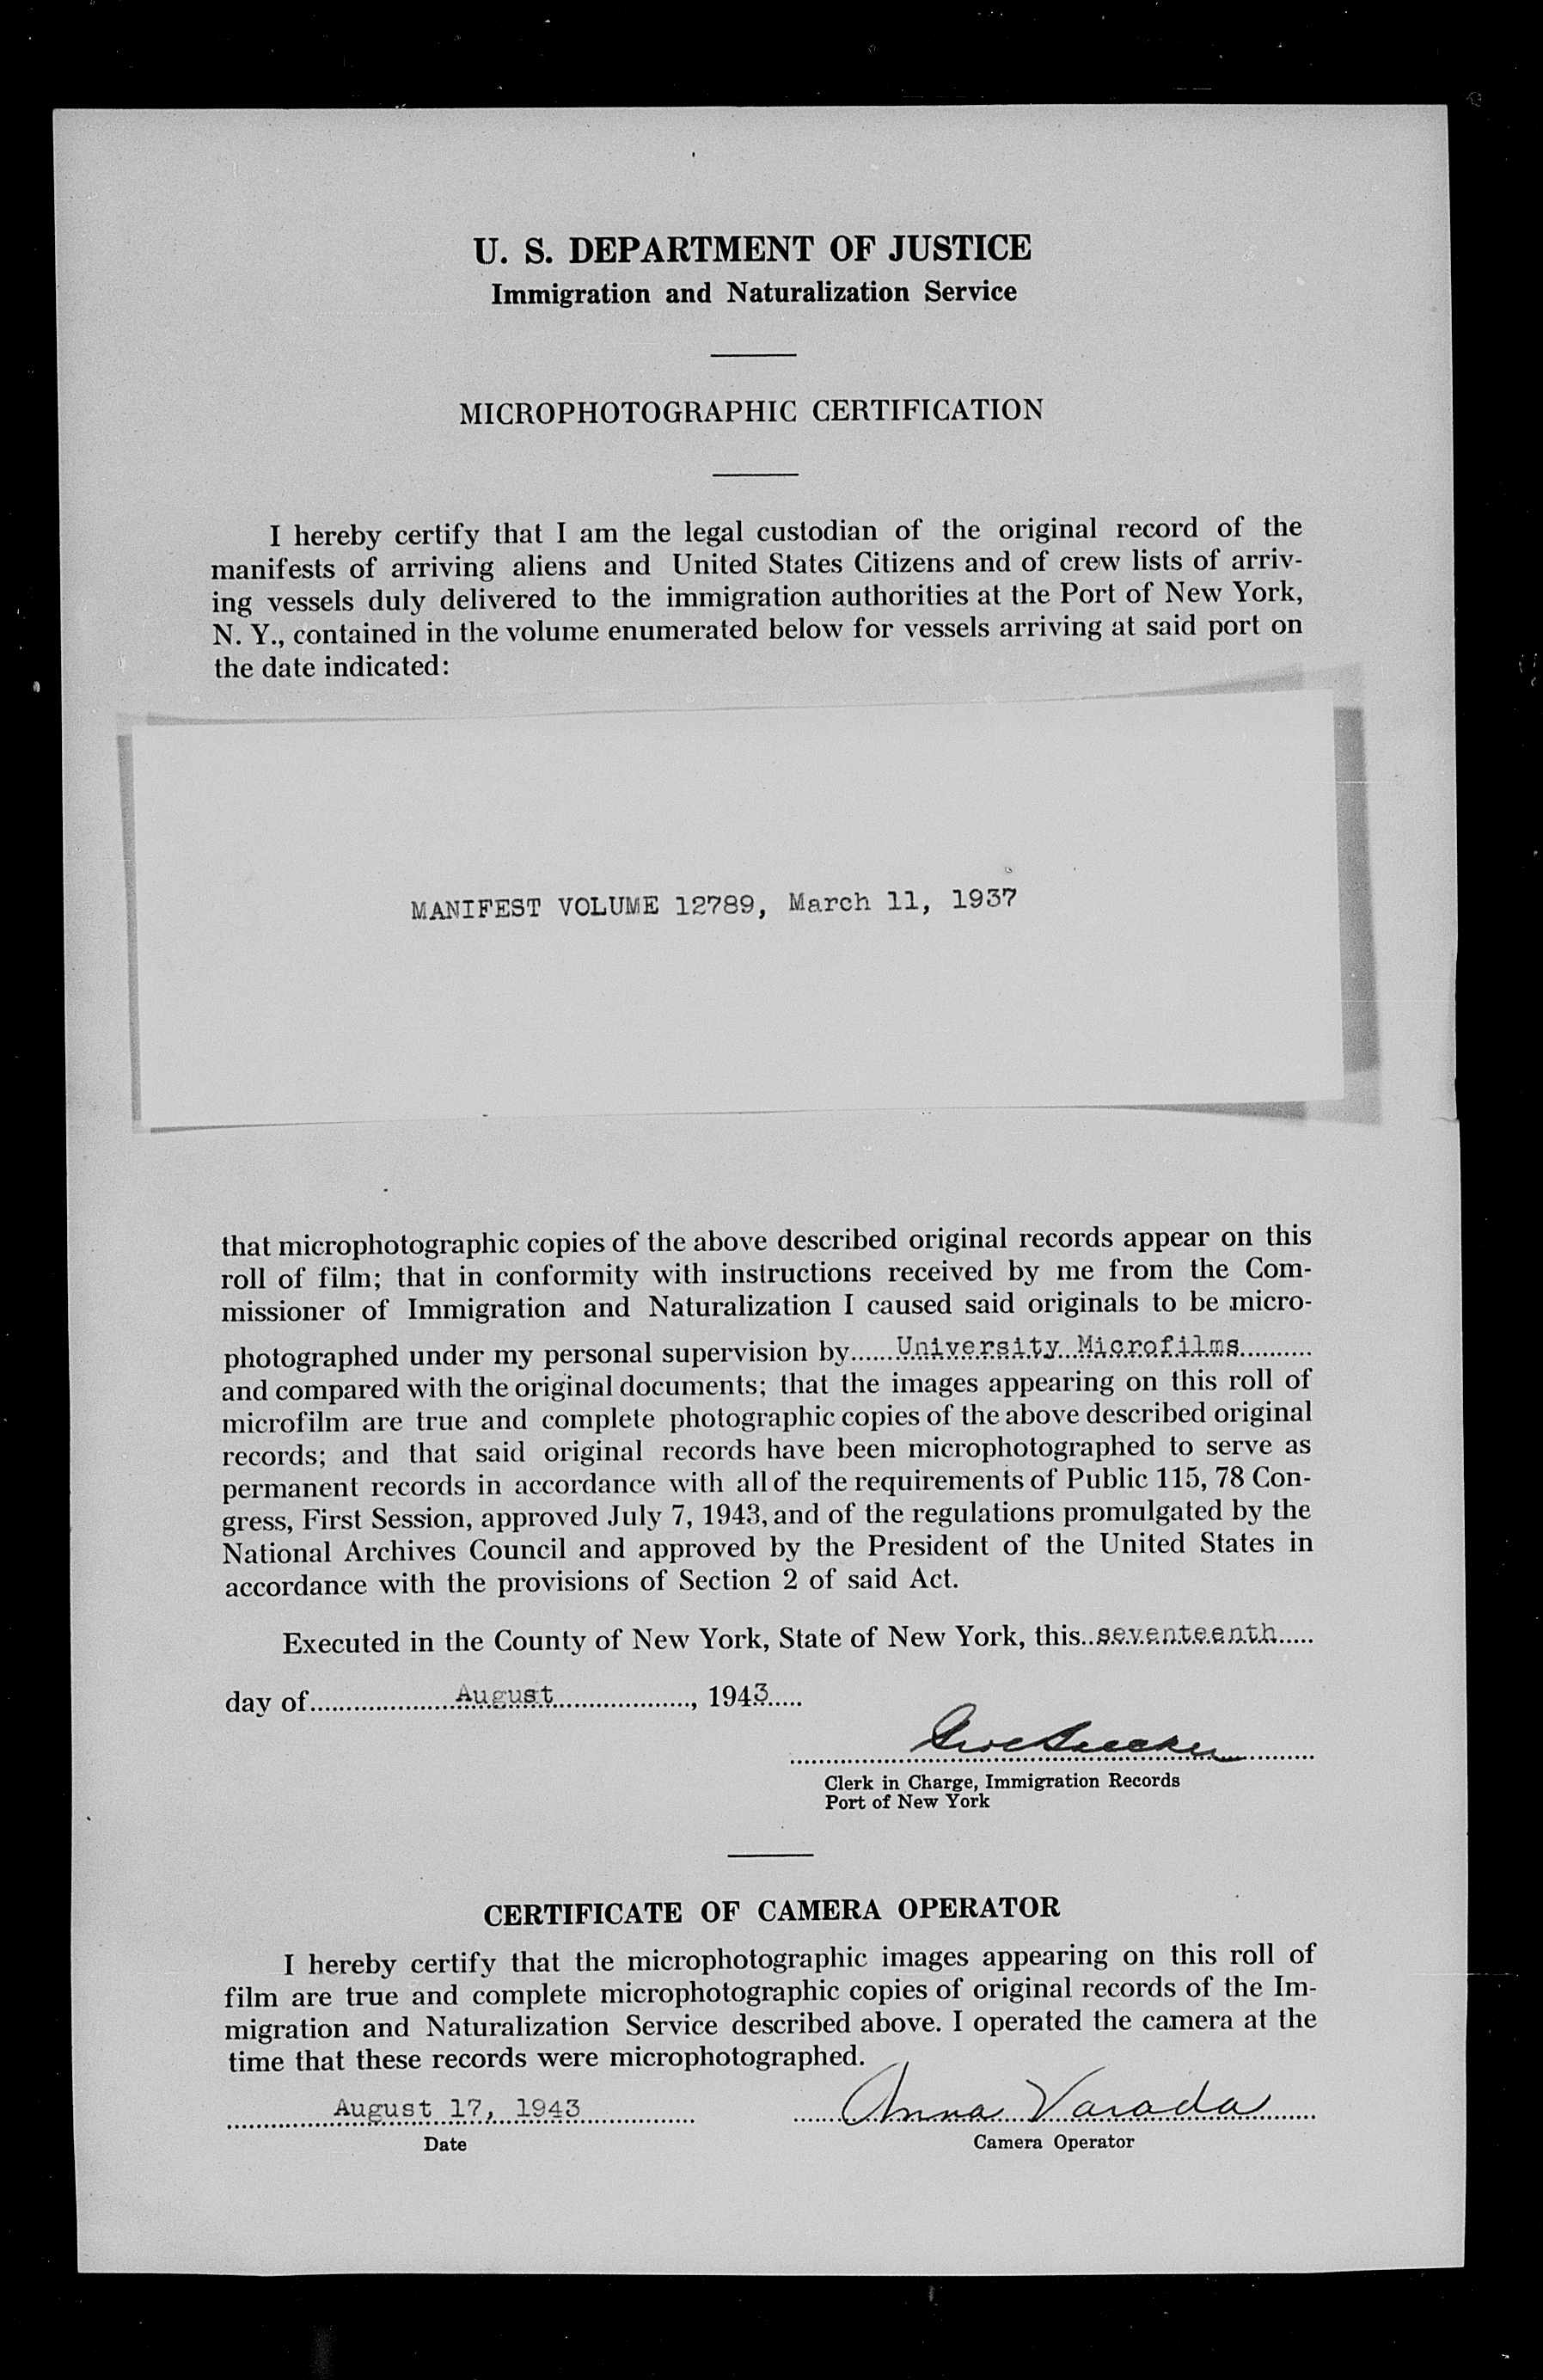 U. S. DEPARTMENT OF JUSTICE
Immigration and Naturalization Service
MICROPHOTOGRAPHIC CERTIFICATION
I hereby certify that I am the legal custodian of the original record of the
manifests of arriving aliens and United States Citizens and of crew lists of arriv-
ing vessels duly delivered to the immigration authorities at the Port of New York,
N. Y., contained in the volume enumerated below for vessels arriving at said port on
the date indicated:
MANIFEST VOLUME 12789, March 11, 1937
that microphotographic copies of the above described original records appear on this
roll of film; that in conformity with instructions received by me from the Com-
missioner of Immigration and Naturalization I caused said originals to be micro-
photographed under my personal supervision by......University Microfilms..........
and compared with the original documents; that the images appearing on this roll of
microfilm are true and complete photographic copies of the above described original
records; and that said original records have been microphotographed to serve as
permanent records in accordance with all of the requirements of Public 115, 78 Con-
gress, First Session, approved July 7, 1943, and of the regulations promulgated by the
National Archives Council and approved by the President of the United States in
accordance with the provisions of Section 2 of said Act.
Executed in the County of New York, State of New York, this..seventeenth.....
day of......................August...................., 1943.....
Clerk in Charge, Immigration Records
Port of New York
CERTIFICATE OF CAMERA OPERATOR
I hereby certify that the microphotographic images appearing on this roll of
film are true and complete microphotographic copies of original records of the Im-
migration and Naturalization Service described above. I operated the camera at the
time that these records were microphotographed.
August 17, 1943 Anna Varada
Date Camera Operator